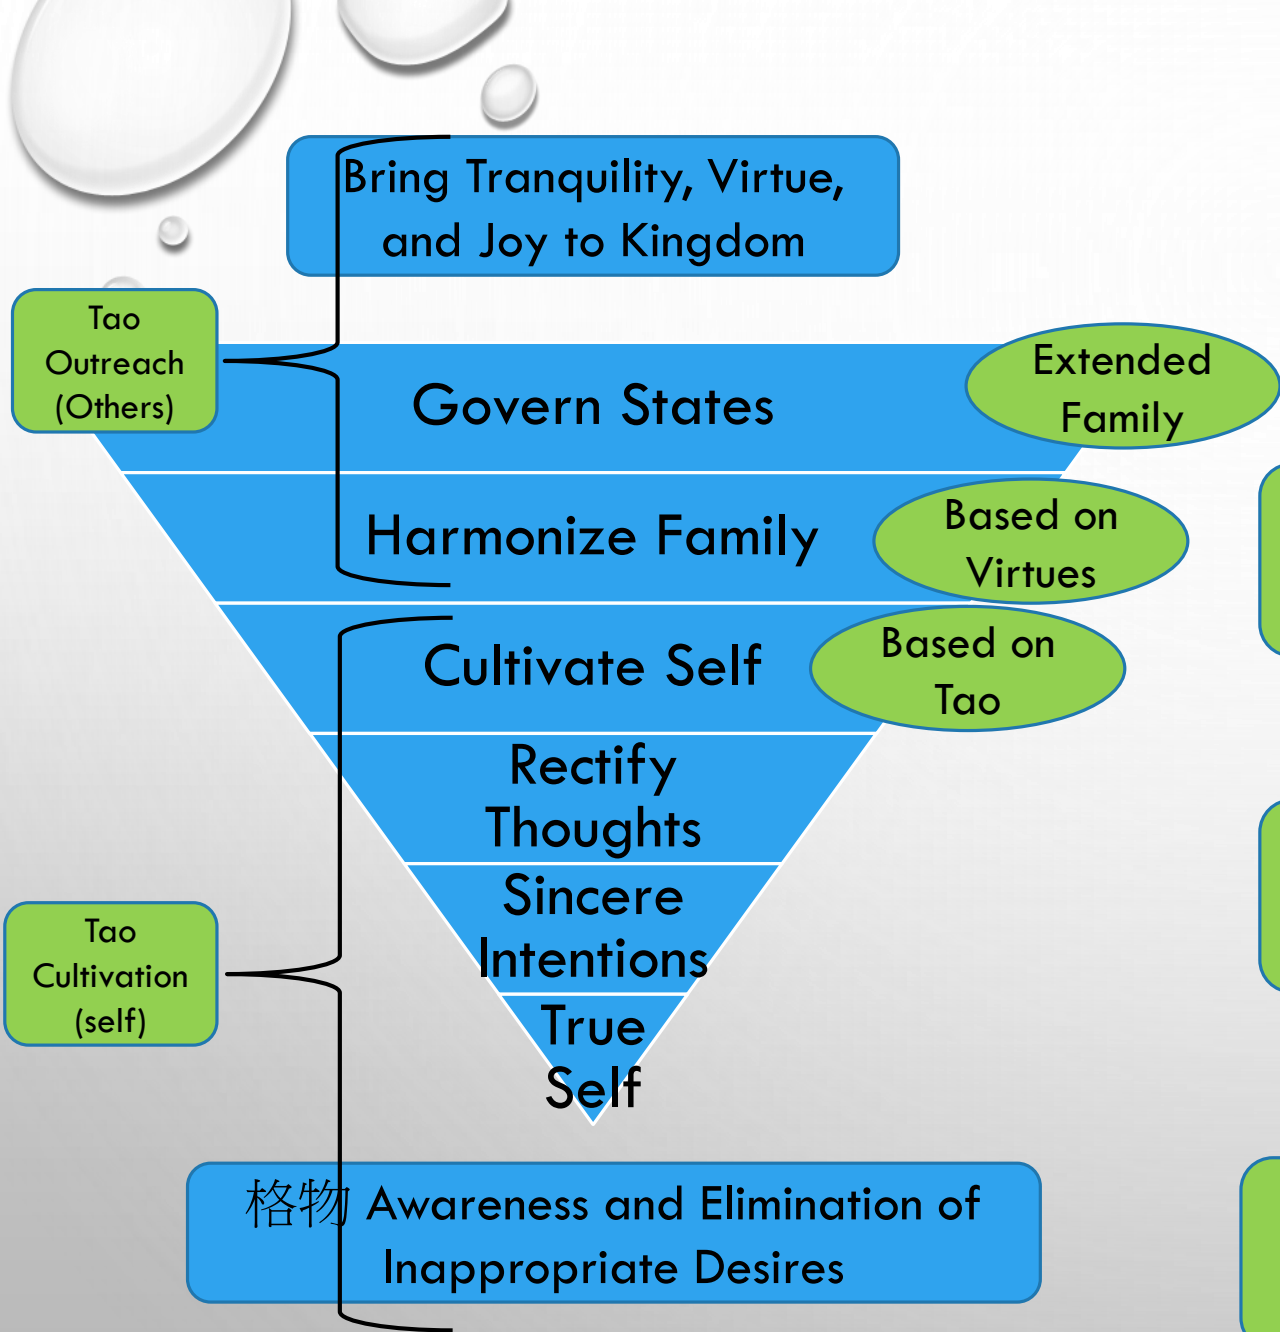 Bring Tranquility, Virtue,
and Joy to Kingdom
Tao
Outreach
(Others)
Govern States
Extended
Family
Harmonize Family
Based on
Virtues
Cultivate Self
Based on
Tao
Rectify
Thoughts
Sincere
Intentions
Tao
Cultivation
(self)
True
Self
格物 Awareness and Elimination of
Inappropriate Desires